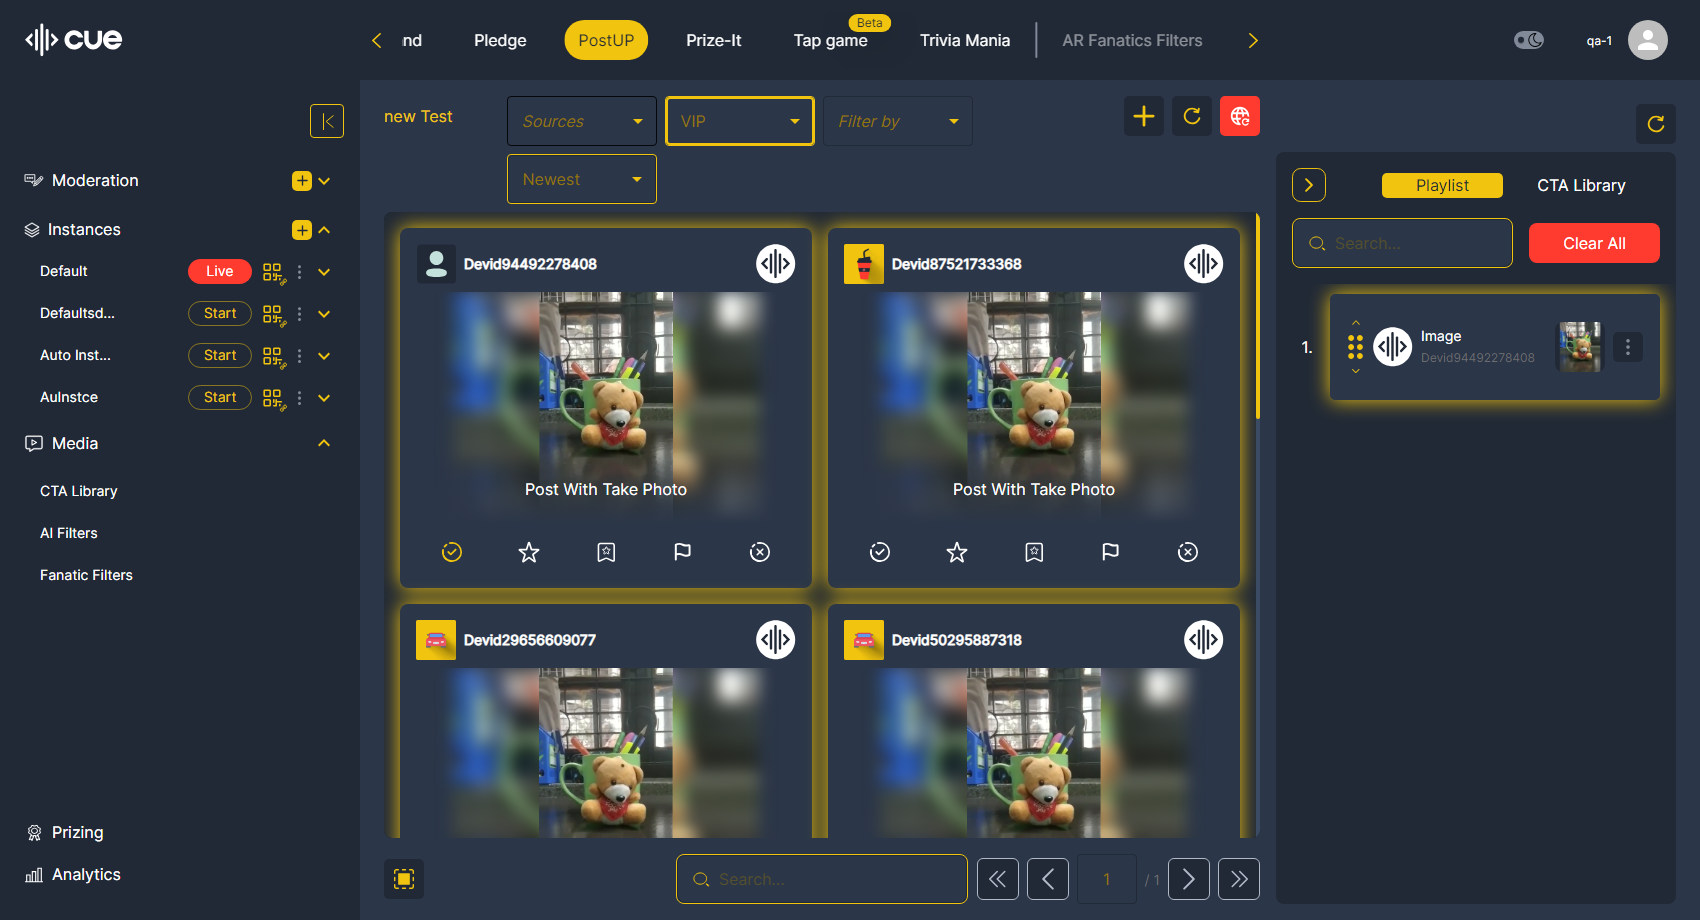 cue
nd
Pledge
PostUP
Prize-It
Beta
Tap game
Trivia Mania
AR Fanatics Filters
qa-1
Moderation
Instances
Default
Live
Defaultsd...
Start
Auto Inst...
Start
Aulnstce
Start
Media
CTA Library
AI Filters
Fanatic Filters
Prizing
Analytics
new Test
Sources
VIP
Filter by
Newest
Devid94492278408
Post With Take Photo
Devid87521733368
Post With Take Photo
Devid29656609077
Devid50295887318
Search...
1
/ 1
Playlist
CTA Library
Search...
Clear All
1.
Image
Devid94492278408